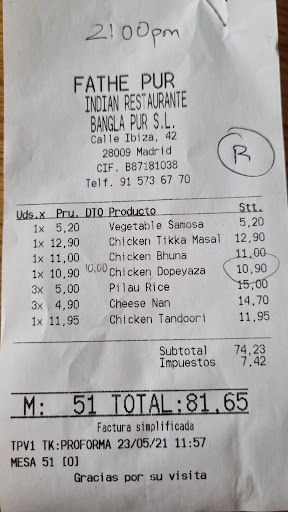 2:00pm
FATHE PUR
INDIAN RESTAURANTE
BANGLA PUR S.L.
Calle Ibiza, 42
28009 Madrid
CIF. B87181038
Telf. 91 573 67 70
R
Uds.x Pru. DTO Producto Stt.
1x 5,20 Vegetable Samosa 5,20
1x 12,90 Chicken Tikka Masal 12,90
1x 11,00 Chicken Bhuna 11,00
1x 10,90 10,00 Chicken Dopeyaza 10,90
3x 5,00 Pilau Rice 15,00
3x 4,90 Cheese Nan 14,70
1x 11,95 Chicken Tandoori 11,95
Subtotal 74,23
Impuestos 7,42
M: 51 TOTAL:81,65
Factura simplificada
TPV1 TK:PROFORMA 23/05/21 11:57
MESA 51 [0]
Gracias por su visita